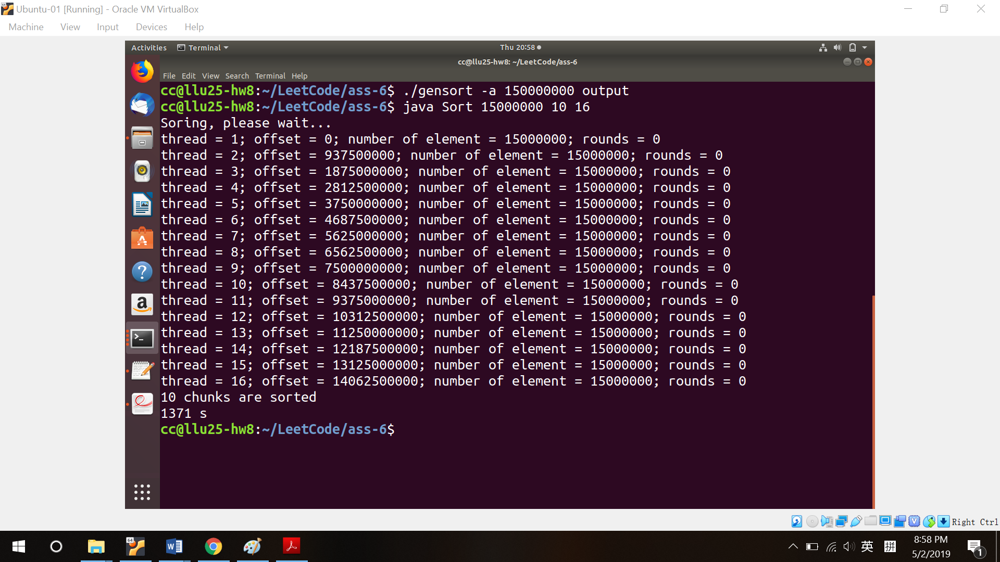 Ubuntu-01 [Running] - Oracle VM VirtualBox
Machine View Input Devices Help
Activities Terminal Thu 20:58
cc@llu25-hw8: ~/LeetCode/ass-6
File Edit View Search Terminal Help
cc@llu25-hw8:~/LeetCode/ass-6$ ./gensort -a 150000000 output
cc@llu25-hw8:~/LeetCode/ass-6$ java Sort 15000000 10 16
Soring, please wait...
thread = 1; offset = 0; number of element = 15000000; rounds = 0
thread = 2; offset = 937500000; number of element = 15000000; rounds = 0
thread = 3; offset = 1875000000; number of element = 15000000; rounds = 0
thread = 4; offset = 2812500000; number of element = 15000000; rounds = 0
thread = 5; offset = 3750000000; number of element = 15000000; rounds = 0
thread = 6; offset = 4687500000; number of element = 15000000; rounds = 0
thread = 7; offset = 5625000000; number of element = 15000000; rounds = 0
thread = 8; offset = 6562500000; number of element = 15000000; rounds = 0
thread = 9; offset = 7500000000; number of element = 15000000; rounds = 0
thread = 10; offset = 8437500000; number of element = 15000000; rounds = 0
thread = 11; offset = 9375000000; number of element = 15000000; rounds = 0
thread = 12; offset = 10312500000; number of element = 15000000; rounds = 0
thread = 13; offset = 11250000000; number of element = 15000000; rounds = 0
thread = 14; offset = 12187500000; number of element = 15000000; rounds = 0
thread = 15; offset = 13125000000; number of element = 15000000; rounds = 0
thread = 16; offset = 14062500000; number of element = 15000000; rounds = 0
10 chunks are sorted
1371 s
cc@llu25-hw8:~/LeetCode/ass-6$
Right Ctrl
英 拼 8:58 PM
5/2/2019
1